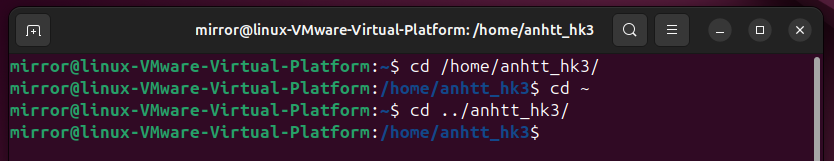 mirror@linux-VMware-Virtual-Platform: /home/anhtt_hk3
mirror@linux-VMware-Virtual-Platform:~$ cd /home/anhtt_hk3/
mirror@linux-VMware-Virtual-Platform:/home/anhtt_hk3$ cd ~
mirror@linux-VMware-Virtual-Platform:~$ cd ../anhtt_hk3/
mirror@linux-VMware-Virtual-Platform:/home/anhtt_hk3$